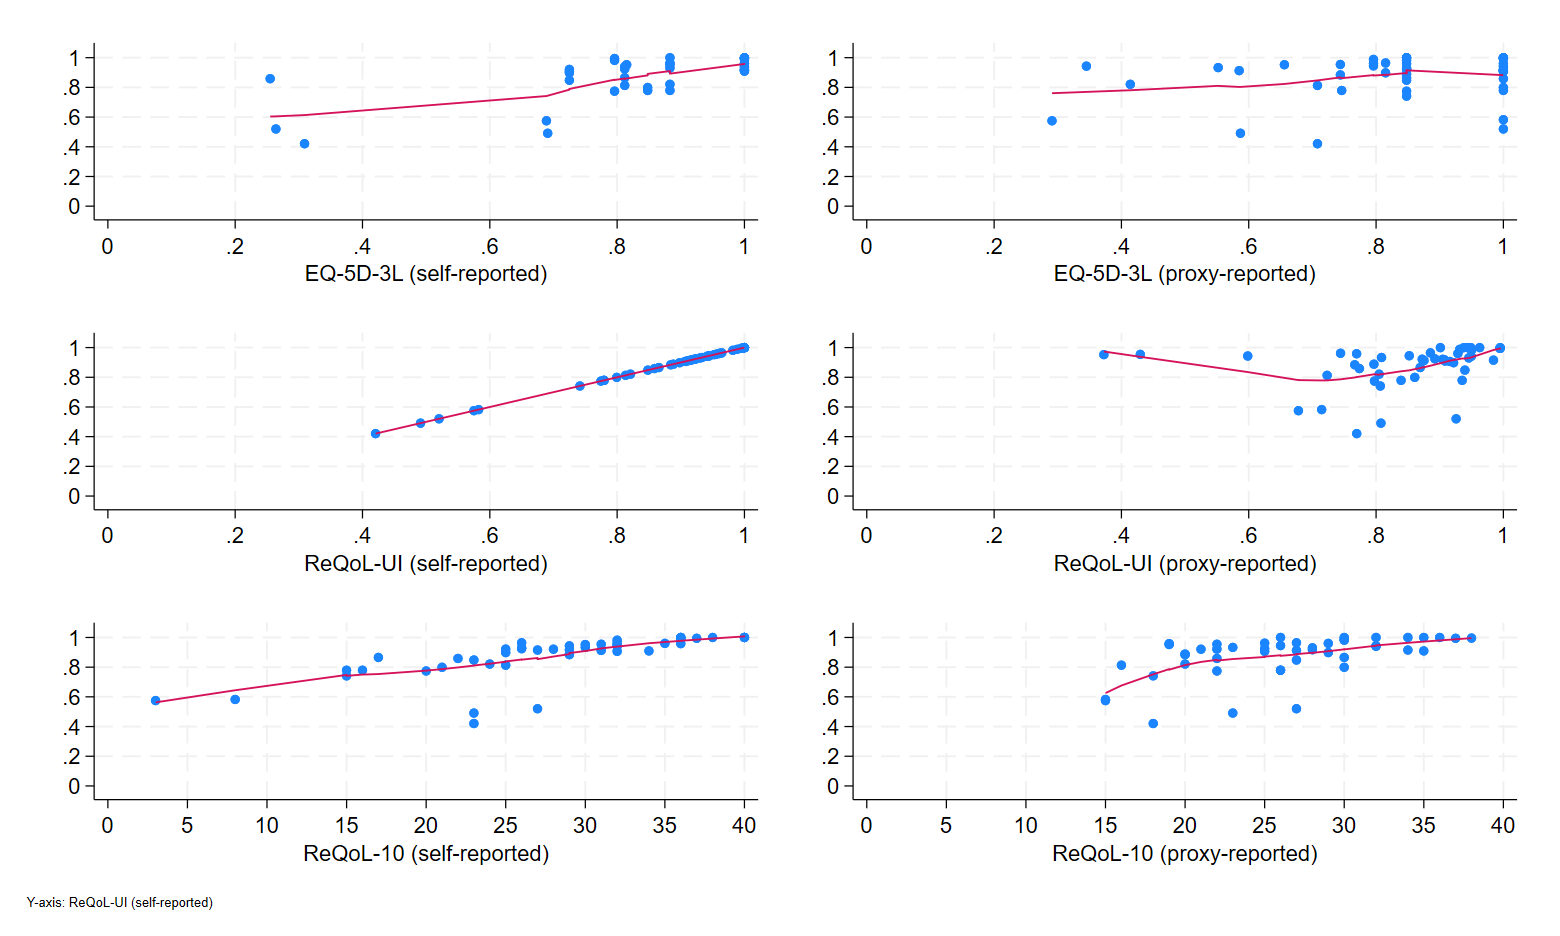 1
.8
.6
.4
.2
0
0 .2 .4 .6 .8 1
EQ-5D-3L (self-reported)
1
.8
.6
.4
.2
0
0 .2 .4 .6 .8 1
EQ-5D-3L (proxy-reported)
1
.8
.6
.4
.2
0
0 .2 .4 .6 .8 1
ReQoL-UI (self-reported)
1
.8
.6
.4
.2
0
0 .2 .4 .6 .8 1
ReQoL-UI (proxy-reported)
1
.8
.6
.4
.2
0
0 5 10 15 20 25 30 35 40
ReQoL-10 (self-reported)
1
.8
.6
.4
.2
0
0 5 10 15 20 25 30 35 40
ReQoL-10 (proxy-reported)
Y-axis: ReQoL-UI (self-reported)